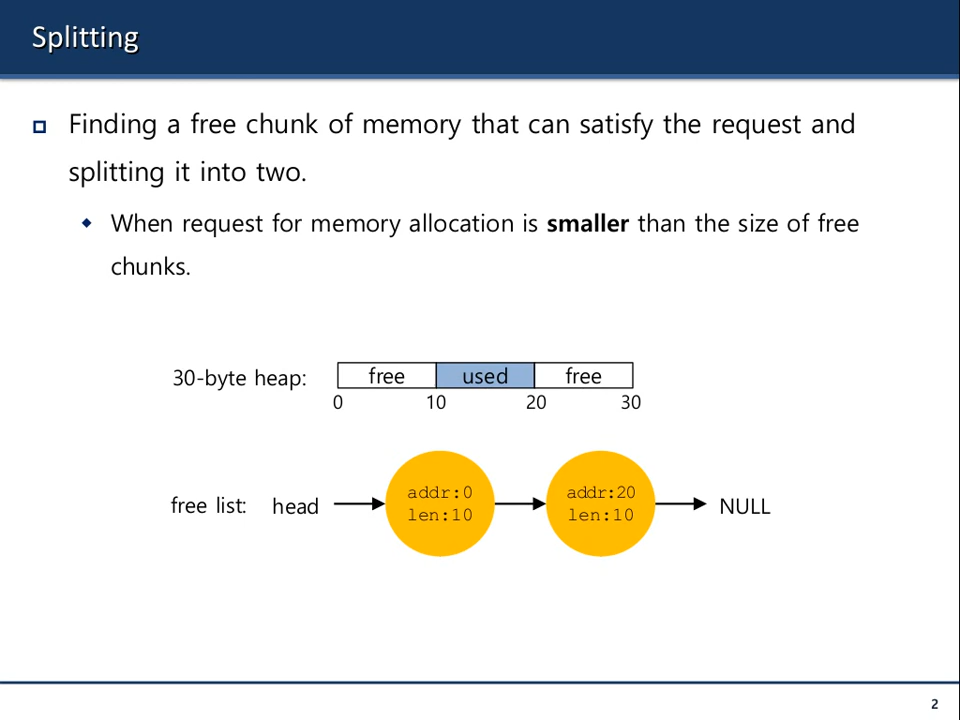 Splitting
Finding a free chunk of memory that can satisfy the request and
splitting it into two.
When request for memory allocation is smaller than the size of free
chunks.
30-byte heap:
free used free
0 10 20 30
free list: head
addr:0
len:10
addr:20
len:10
NULL
2